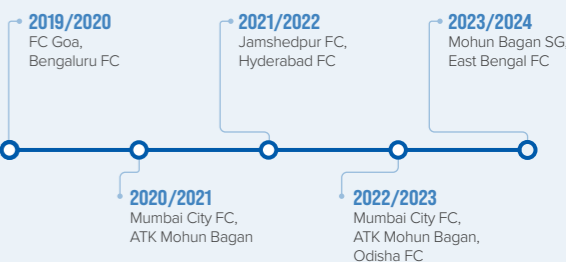 2019/2020
FC Goa,
Bengaluru FC
2020/2021
Mumbai City FC,
ATK Mohun Bagan
2021/2022
Jamshedpur FC,
Hyderabad FC
2022/2023
Mumbai City FC,
ATK Mohun Bagan,
Odisha FC
2023/2024
Mohun Bagan SG,
East Bengal FC